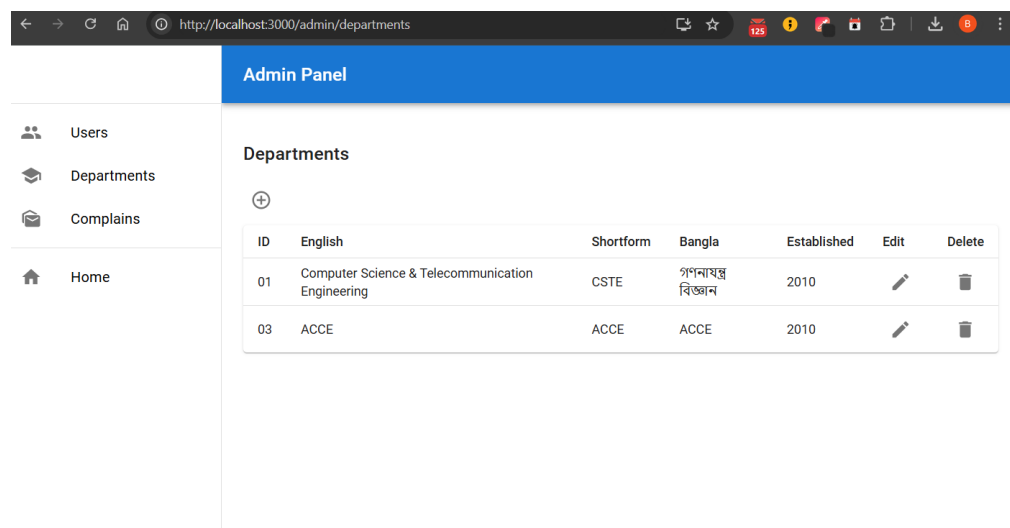 http://localhost:3000/admin/departments
125
B
Admin Panel
Users
Departments
Complains
Home
Departments
ID English Shortform Bangla Established Edit Delete
01 Computer Science & Telecommunication CSTE গণনাযন্ত্র 2010
Engineering বিজ্ঞান
03 ACCE ACCE ACCE 2010